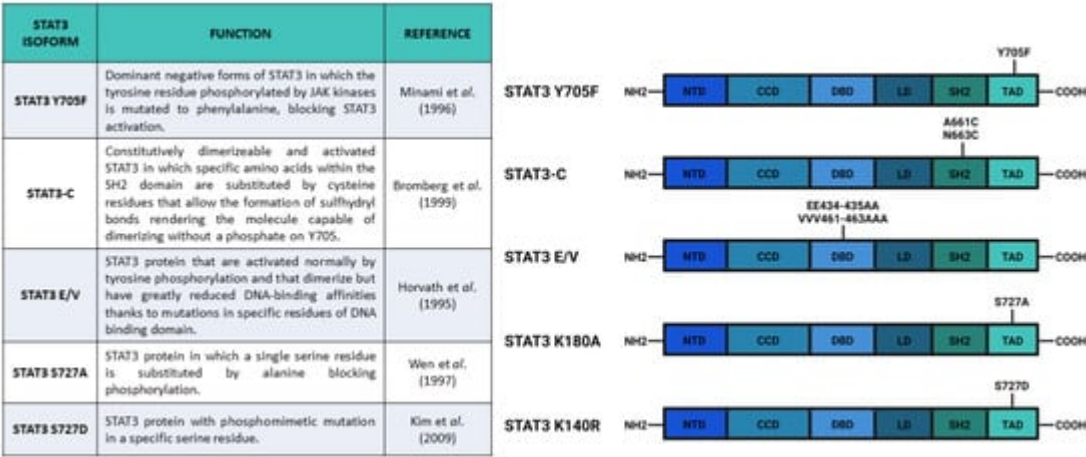 STAT3
ISOFORM
FUNCTION
REFERENCE
STAT3 Y705F
Dominant negative forms of STAT3 in which the
tyrosine residue phosphorylated by JAK kinases
is mutated to phenylalanine, blocking STAT3
activation.
Minami et al.
(1996)
STAT3-C
Constitutively dimerizeable and activated
STAT3 in which specific amino acids within the
SH2 domain are substituted by cysteine
residues that allow the formation of sulfhydryl
bonds rendering the molecule capable of
dimerizing without a phosphate on Y705.
Bromberg et al.
(1999)
STAT3 E/V
STAT3 protein that are activated normally by
tyrosine phosphorylation and that dimerize but
have greatly reduced DNA-binding affinities
thanks to mutations in specific residues of DNA
binding domain.
Horvath et al.
(1995)
STAT3 S727A
STAT3 protein in which a single serine residue
is substituted by alanine blocking
phosphorylation.
Wen et al.
(1997)
STAT3 S727D
STAT3 protein with phosphomimetic mutation
in a specific serine residue.
Kim et al.
(2009)
Y705F
STAT3 Y705F NH2 NTD CCD DBD LD SH2 TAD COOH
A661C
N663C
STAT3-C NH2 NTD CCD DBD LD SH2 TAD COOH
EE434-435AA
VVV461-463AAA
STAT3 E/V NH2 NTD CCD DBD LD SH2 TAD COOH
S727A
STAT3 K180A NH2 NTD CCD DBD LD SH2 TAD COOH
S727D
STAT3 K140R NH2 NTD CCD DBD LD SH2 TAD COOH